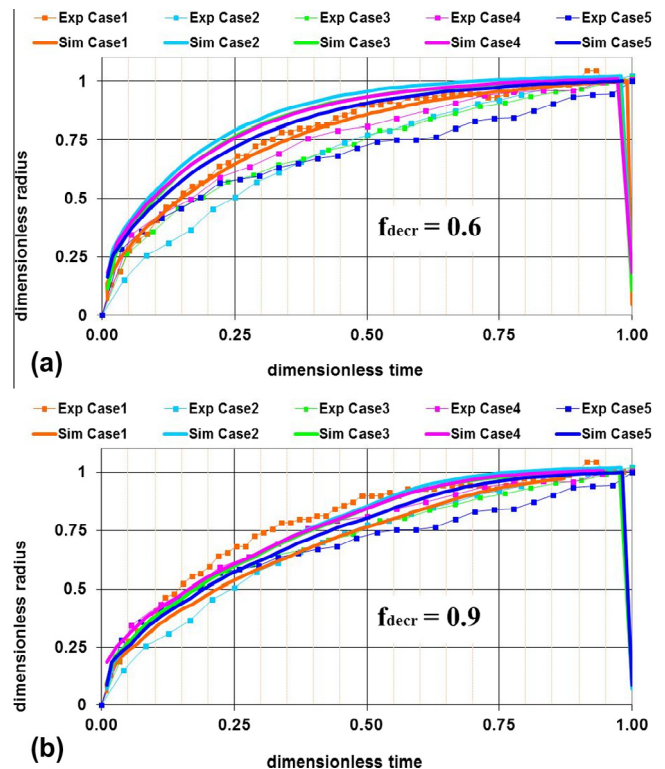 Exp Case1 Exp Case2 Exp Case3 Exp Case4 Exp Case5
Sim Case1 Sim Case2 Sim Case3 Sim Case4 Sim Case5
dimensionless radius
1
0.75
0.5
0.25
0
f_decr = 0.6
0.00 0.25 0.50 0.75 1.00
(a)
dimensionless time
Exp Case1 Exp Case2 Exp Case3 Exp Case4 Exp Case5
Sim Case1 Sim Case2 Sim Case3 Sim Case4 Sim Case5
dimensionless radius
1
0.75
0.5
0.25
0
f_decr = 0.9
0.00 0.25 0.50 0.75 1.00
(b)
dimensionless time